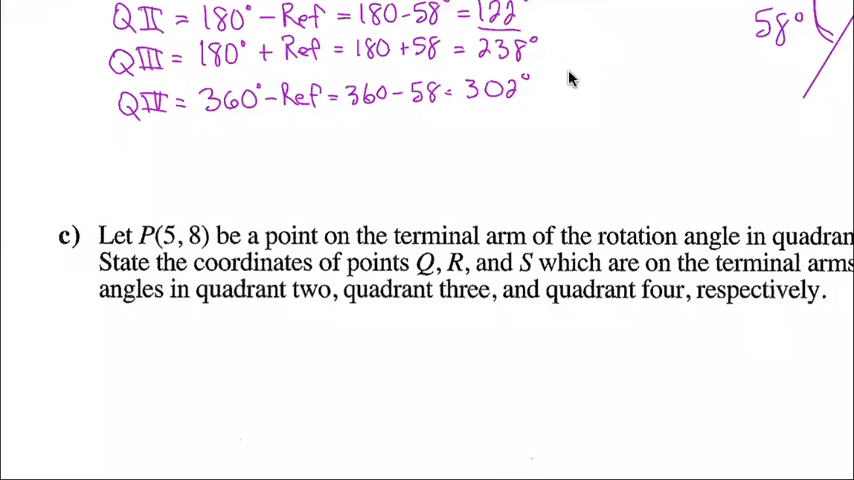 QII = 180° - Ref = 180-58° = 122°
QIII = 180° + Ref = 180 +58 = 238°
QIV = 360° - Ref = 360 - 58 = 302°
58°
c) Let P(5, 8) be a point on the terminal arm of the rotation angle in quadran
State the coordinates of points Q, R, and S which are on the terminal arms
angles in quadrant two, quadrant three, and quadrant four, respectively.